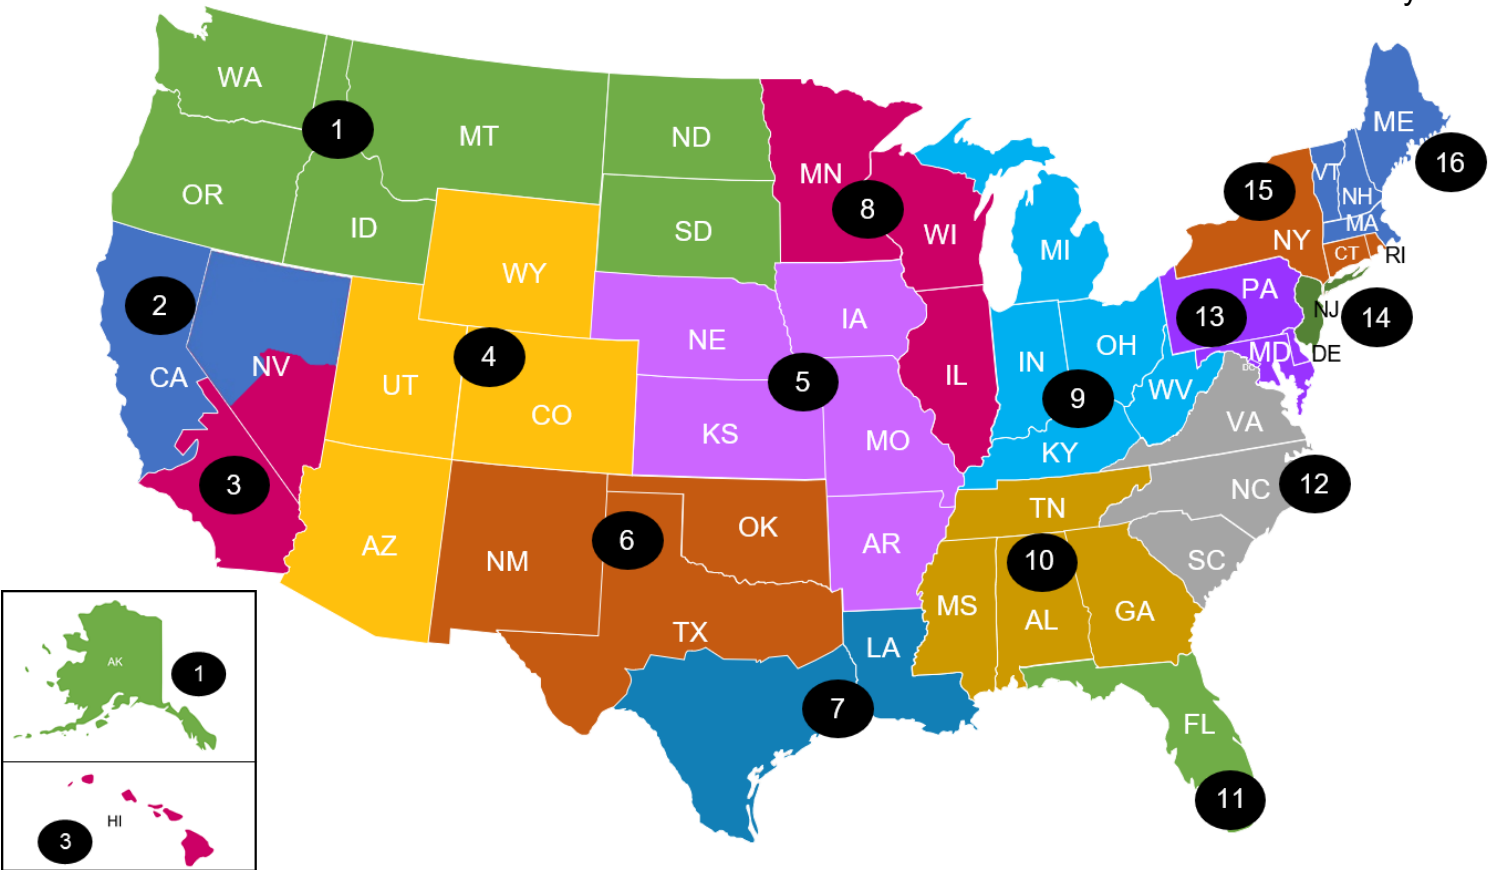 WA
MT
ND
MN
ME
1
16
OR
ID
SD
8
WI
MI
15
VT
NH
MA
NY
CT
RI
WY
2
NE
IA
PA
13
NJ
14
4
CA
NV
UT
CO
5
IL
IN
OH
9
WV
MD
DE
DC
KS
MO
KY
VA
3
NC
12
AZ
NM
6
OK
AR
TN
10
SC
TX
MS
AL
GA
LA
7
FL
11
AK
1
HI
3